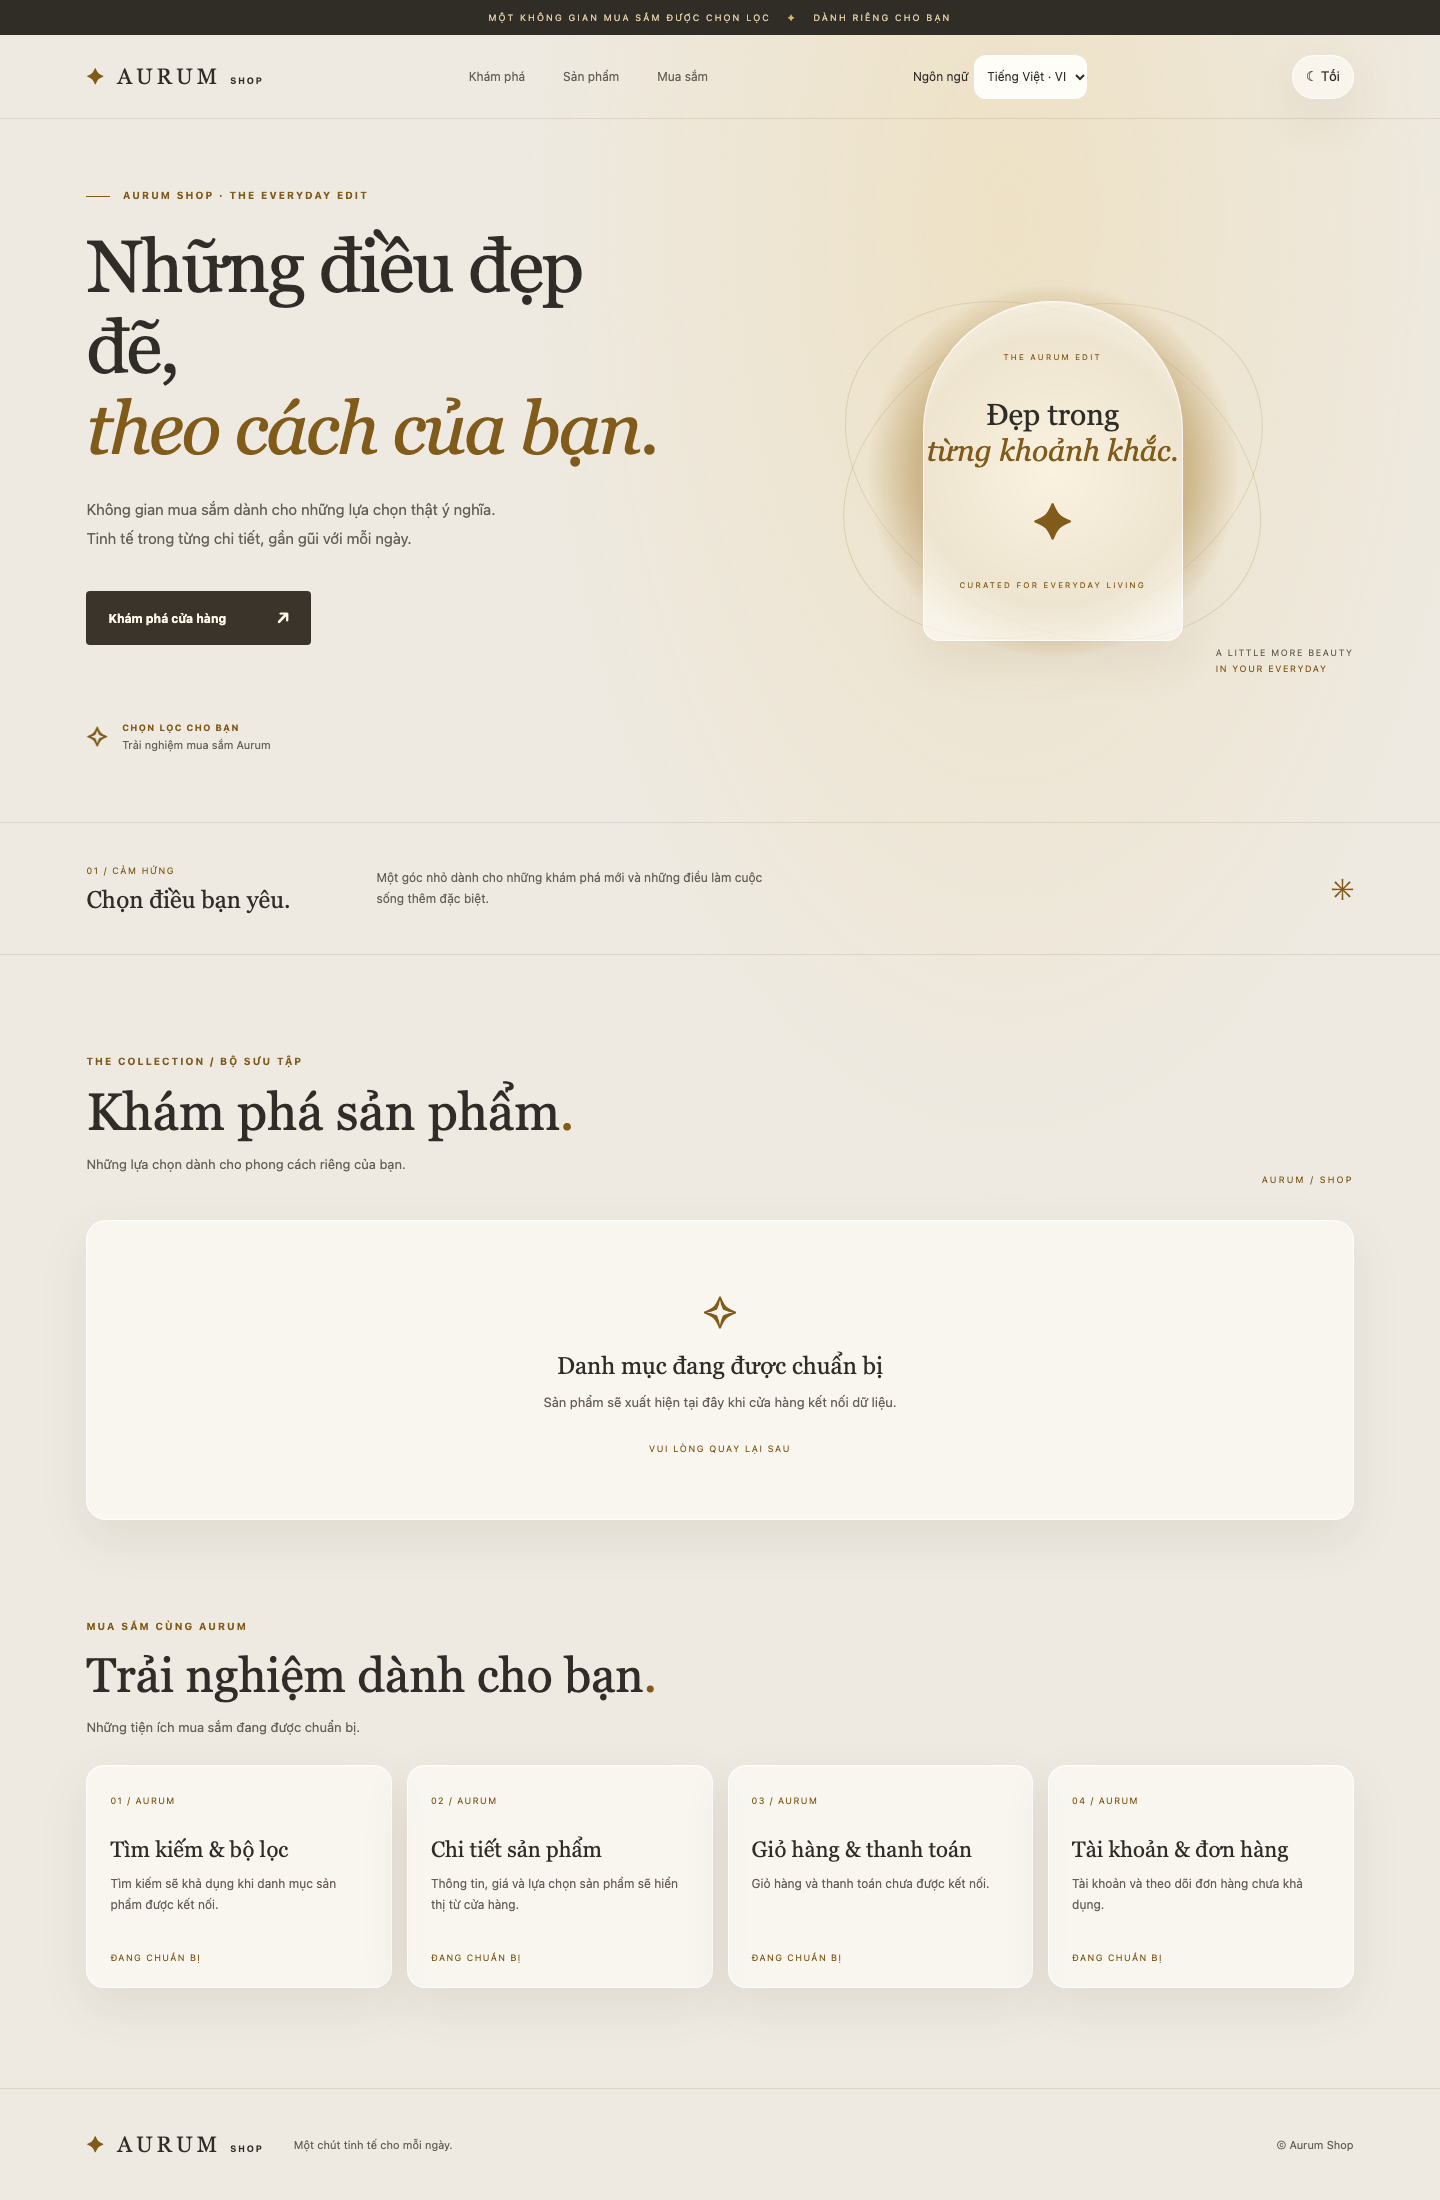 MỘT KHÔNG GIAN MUA SẮM ĐƯỢC CHỌN LỌC ✦ DÀNH RIÊNG CHO BẠN
AURUM SHOP
Khám phá
Sản phẩm
Mua sắm
Ngôn ngữ
Tiếng Việt · VI
☾ Tối
AURUM SHOP · THE EVERYDAY EDIT
Những điều đẹp
đẽ,
theo cách của bạn.
Không gian mua sắm dành cho những lựa chọn thật ý nghĩa.
Tinh tế trong từng chi tiết, gần gũi với mỗi ngày.
Khám phá cửa hàng
CHỌN LỌC CHO BẠN
Trải nghiệm mua sắm Aurum
THE AURUM EDIT
Đẹp trong
từng khoảnh khắc.
CURATED FOR EVERYDAY LIVING
A LITTLE MORE BEAUTY
IN YOUR EVERYDAY
01 / CẢM HỨNG
Chọn điều bạn yêu.
Một góc nhỏ dành cho những khám phá mới và những điều làm cuộc
sống thêm đặc biệt.
THE COLLECTION / BỘ SƯU TẬP
Khám phá sản phẩm.
Những lựa chọn dành cho phong cách riêng của bạn.
AURUM / SHOP
Danh mục đang được chuẩn bị
Sản phẩm sẽ xuất hiện tại đây khi cửa hàng kết nối dữ liệu.
VUI LÒNG QUAY LẠI SAU
MUA SẮM CÙNG AURUM
Trải nghiệm dành cho bạn.
Những tiện ích mua sắm đang được chuẩn bị.
01 / AURUM
Tìm kiếm & bộ lọc
Tìm kiếm sẽ khả dụng khi danh mục sản
phẩm được kết nối.
ĐANG CHUẨN BỊ
02 / AURUM
Chi tiết sản phẩm
Thông tin, giá và lựa chọn sản phẩm sẽ hiển
thị từ cửa hàng.
ĐANG CHUẨN BỊ
03 / AURUM
Giỏ hàng & thanh toán
Giỏ hàng và thanh toán chưa được kết nối.
ĐANG CHUẨN BỊ
04 / AURUM
Tài khoản & đơn hàng
Tài khoản và theo dõi đơn hàng chưa khả
dụng.
ĐANG CHUẨN BỊ
AURUM SHOP
Một chút tinh tế cho mỗi ngày.
© Aurum Shop